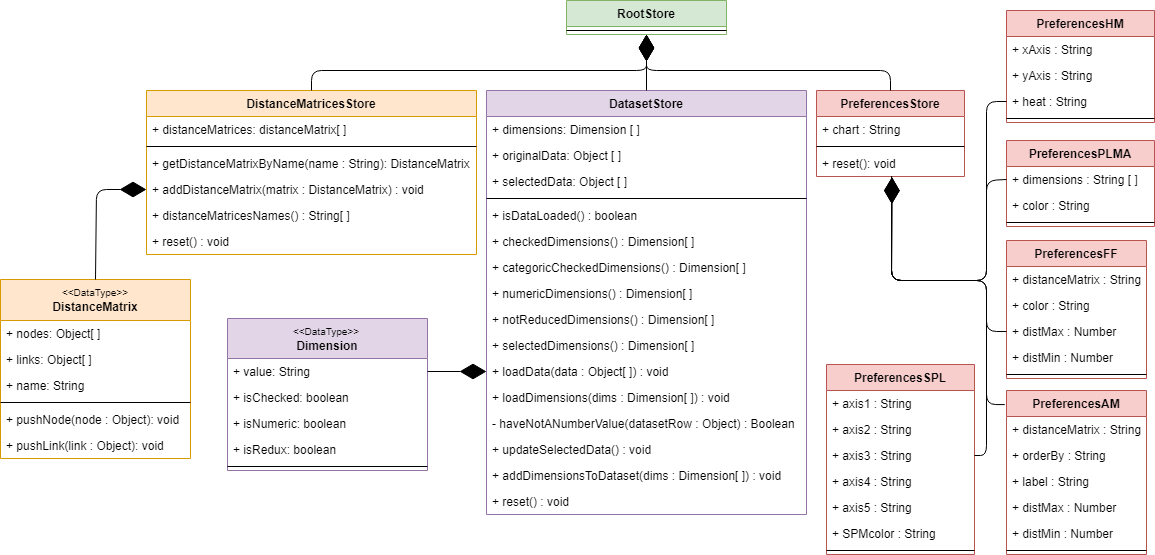 RootStore
DistanceMatricesStore
+ distanceMatrices: distanceMatrix[ ]
+ getDistanceMatrixByName(name : String): DistanceMatrix
+ addDistanceMatrix(matrix : DistanceMatrix) : void
+ distanceMatricesNames() : String[ ]
+ reset() : void
DatasetStore
+ dimensions: Dimension [ ]
+ originalData: Object [ ]
+ selectedData: Object [ ]
+ isDataLoaded() : boolean
+ checkedDimensions() : Dimension[ ]
+ categoricCheckedDimensions() : Dimension[ ]
+ numericDimensions() : Dimension[ ]
+ notReducedDimensions() : Dimension[ ]
+ selectedDimensions() : Dimension[ ]
+ loadData(data : Object[ ]) : void
+ loadDimensions(dims : Dimension[ ]) : void
- haveNotANumberValue(datasetRow : Object) : Boolean
+ updateSelectedData() : void
+ addDimensionsToDataset(dims : Dimension[ ]) : void
+ reset() : void
PreferencesStore
+ chart : String
+ reset(): void
PreferencesHM
+ xAxis : String
+ yAxis : String
+ heat : String
PreferencesPLMA
+ dimensions : String [ ]
+ color : String
PreferencesFF
+ distanceMatrix : String
+ color : String
+ distMax : Number
+ distMin : Number
<<DataType>>
DistanceMatrix
+ nodes: Object[ ]
+ links: Object[ ]
+ name: String
+ pushNode(node : Object): void
+ pushLink(link : Object): void
<<DataType>>
Dimension
+ value: String
+ isChecked: boolean
+ isNumeric: boolean
+ isRedux: boolean
PreferencesSPL
+ axis1 : String
+ axis2 : String
+ axis3 : String
+ axis4 : String
+ axis5 : String
+ SPMcolor : String
PreferencesAM
+ distanceMatrix : String
+ orderBy : String
+ label : String
+ distMax : Number
+ distMin : Number